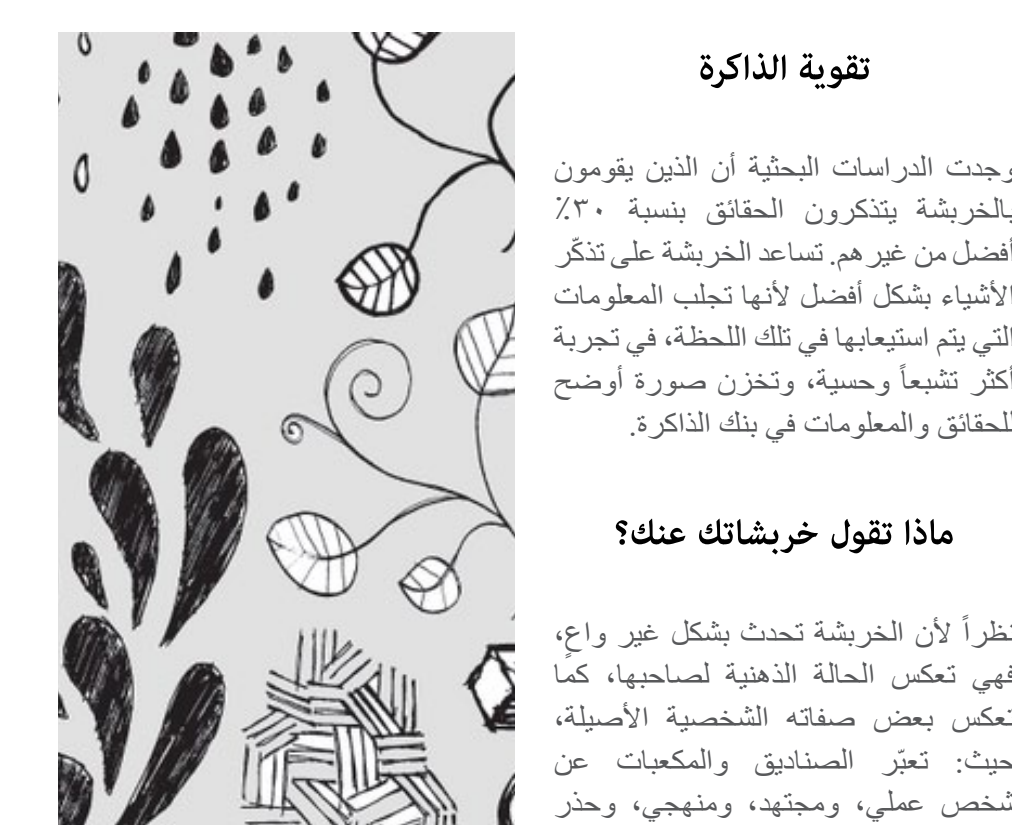 تقوية الذاكرة
وجدت الدراسات البحثية أن الذين يقومون
بالخربشة يتذكرون الحقائق بنسبة ٣٠٪
أفضل من غيرهم. تساعد الخربشة على تذكّر
الأشياء بشكل أفضل لأنها تجلب المعلومات
التي يتم استيعابها في تلك اللحظة، في تجربة
أكثر تشبعاً وحسية، وتخزن صورة أوضح
للحقائق والمعلومات في بنك الذاكرة.
ماذا تقول خربشاتك عنك؟
نظراً لأن الخربشة تحدث بشكل غير واعٍ،
فهي تعكس الحالة الذهنية لصاحبها، كما
تعكس بعض صفاته الشخصية الأصيلة،
حيث: تعبّر الصناديق والمكعبات عن
شخص عملي، ومجتهد، ومنهجي، وحذر